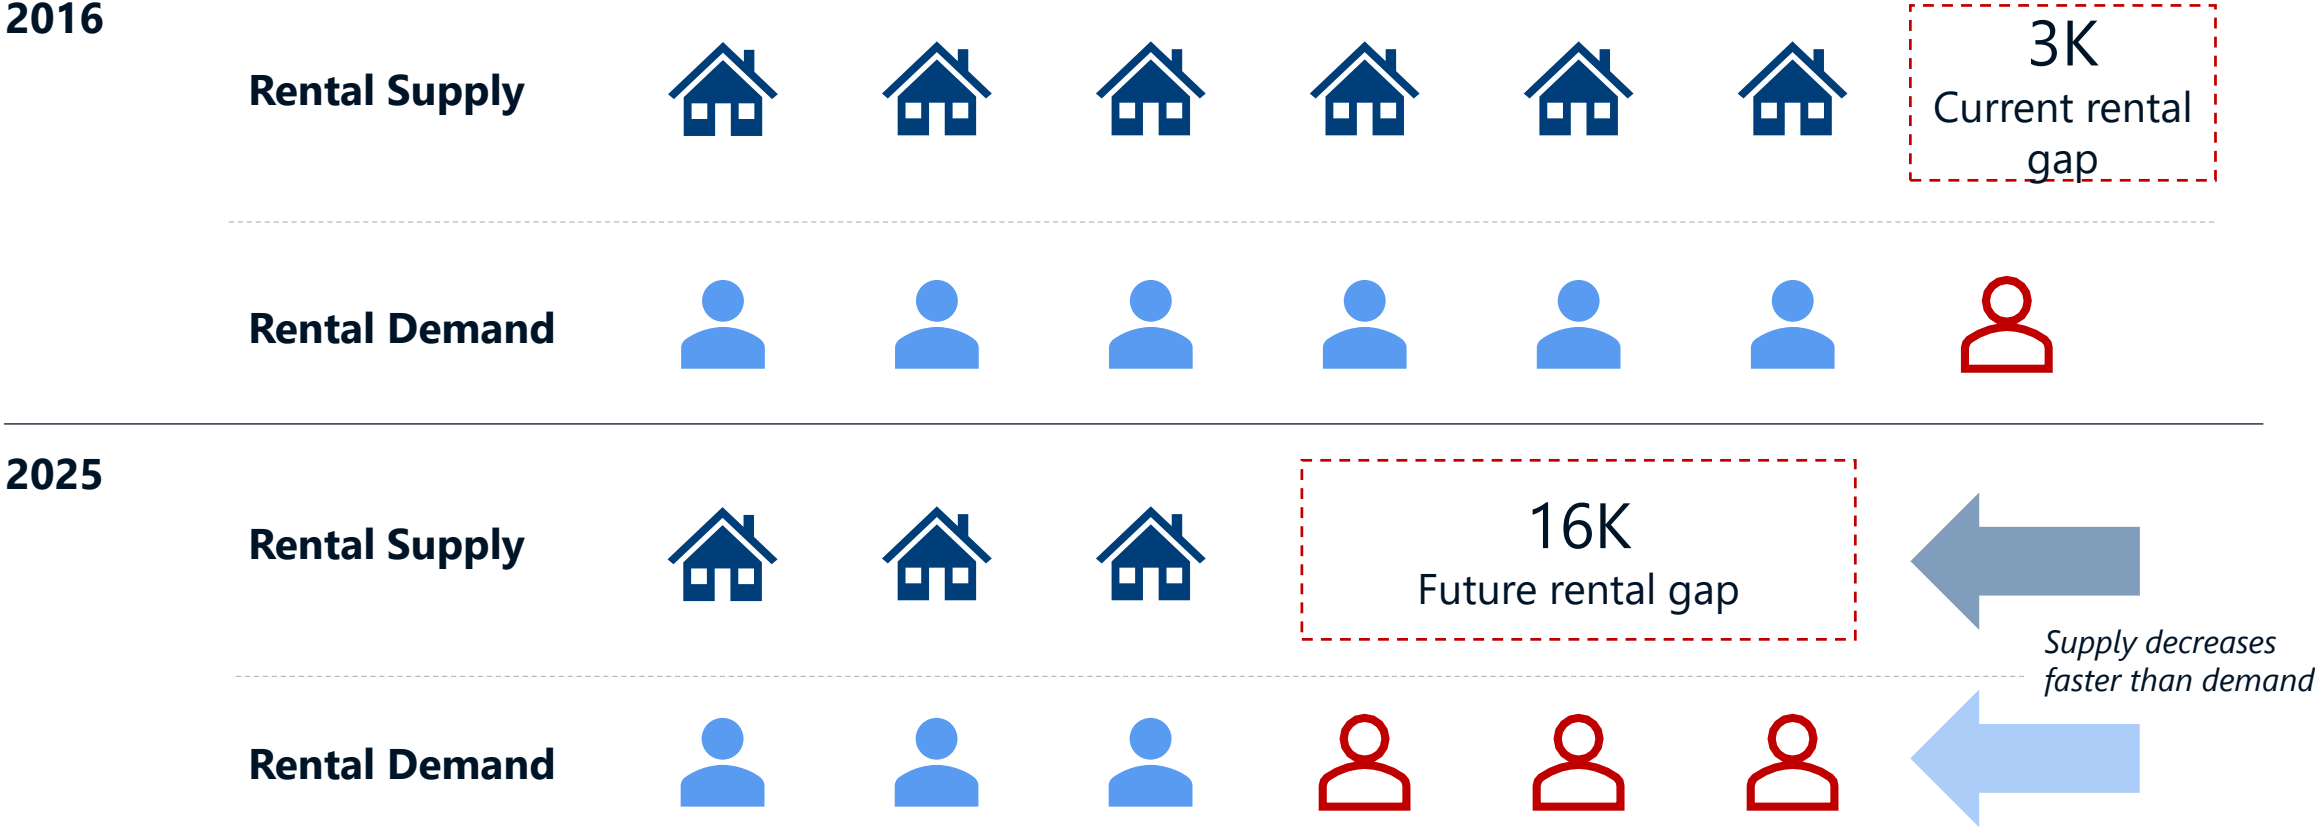 2016
Rental Supply
3K
Current rental
gap
Rental Demand
2025
Rental Supply
16K
Future rental gap
Supply decreases
faster than demand
Rental Demand